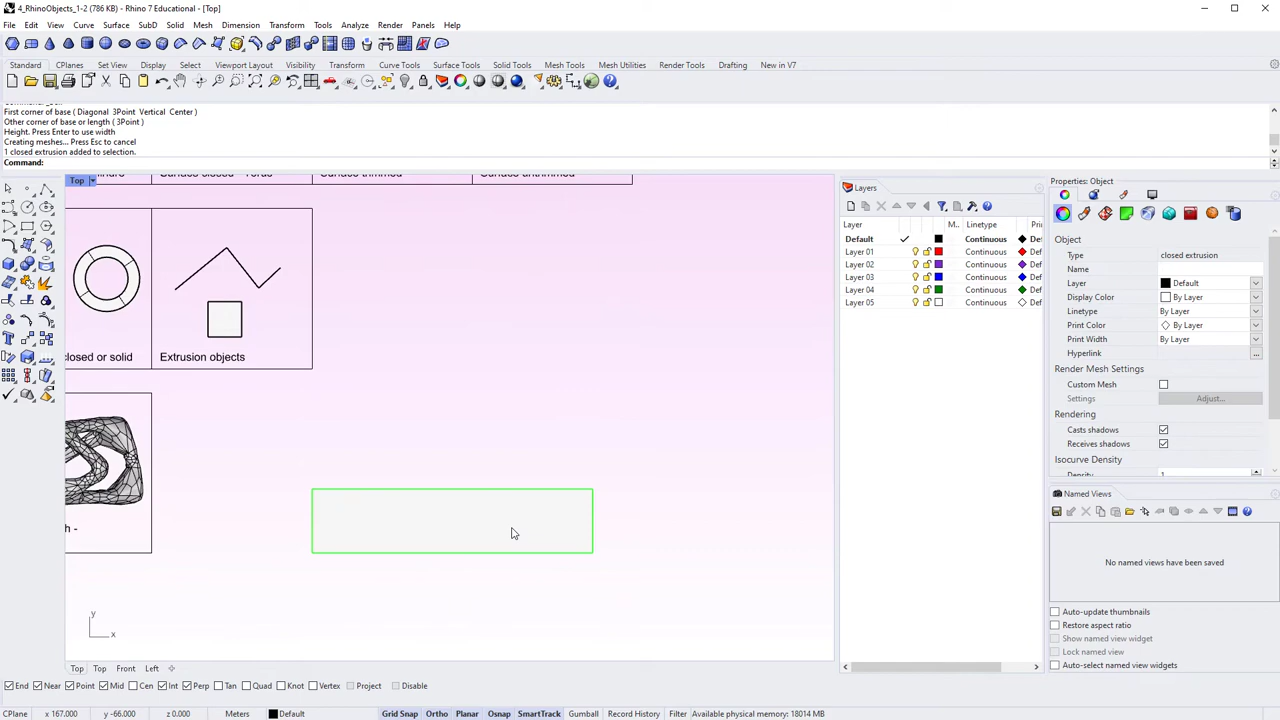 4_RhinoObjects_1-2 (786 KB) - Rhino 7 Educational - [Top]
File Edit View Curve Surface SubD Solid Mesh Dimension Transform Tools Analyze Render Panels Help
Standard CPlanes Set View Display Select Viewport Layout Visibility Transform Curve Tools Surface Tools Solid Tools Mesh Tools Mesh Utilities Render Tools Drafting New in V7
First corner of base ( Diagonal 3Point Vertical Center )
Other corner of base or length ( 3Point )
Height. Press Enter to use width
Creating meshes... Press Esc to cancel
1 closed extrusion added to selection.
Command:
Top
closed or solid
Extrusion objects
h -
y
x
Layers
Layer M.. Linetype Pri
Default Continuous Def
Layer 01 Continuous Def
Layer 02 Continuous Def
Layer 03 Continuous Def
Layer 04 Continuous Def
Layer 05 Continuous Def
Properties: Object
Object
Type closed extrusion
Name
Layer Default
Display Color By Layer
Linetype By Layer
Print Color By Layer
Print Width By Layer
Hyperlink ...
Render Mesh Settings
Custom Mesh
Settings Adjust...
Rendering
Casts shadows
Receives shadows
Isocurve Density
Density 1
Named Views
No named views have been saved
Auto-update thumbnails
Restore aspect ratio
Show named view widget
Lock named view
Auto-select named view widgets
Top Top Front Left
End Near Point Mid Cen Int Perp Tan Quad Knot Vertex Project Disable
CPlane x 167.000 y -66.000 z 0.000 Meters Default Grid Snap Ortho Planar Osnap SmartTrack Gumball Record History Filter Available physical memory: 18014 MB